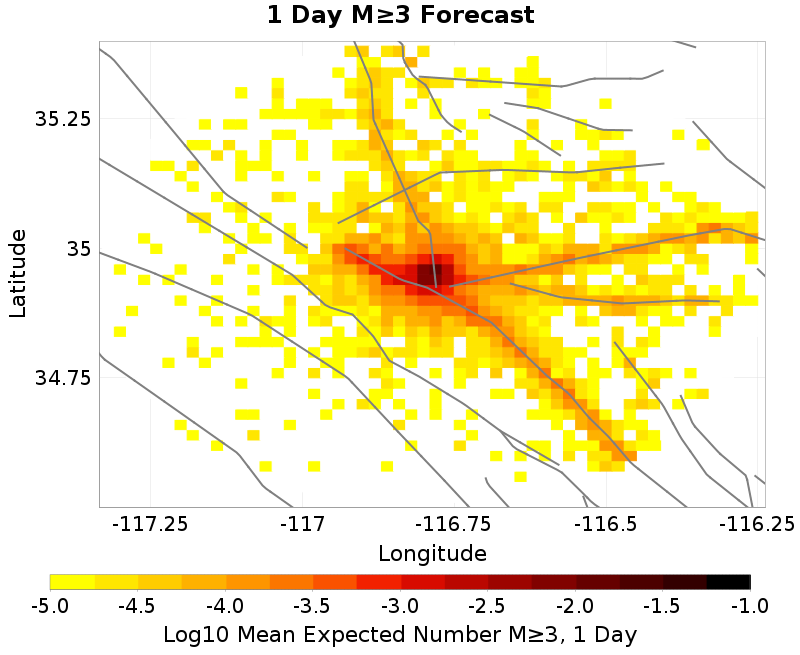 1 Day M≥3 Forecast
35.25
35
34.75
Latitude
-117.25 -117 -116.75 -116.5 -116.25
Longitude
-5.0 -4.5 -4.0 -3.5 -3.0 -2.5 -2.0 -1.5 -1.0
Log10 Mean Expected Number M≥3, 1 Day